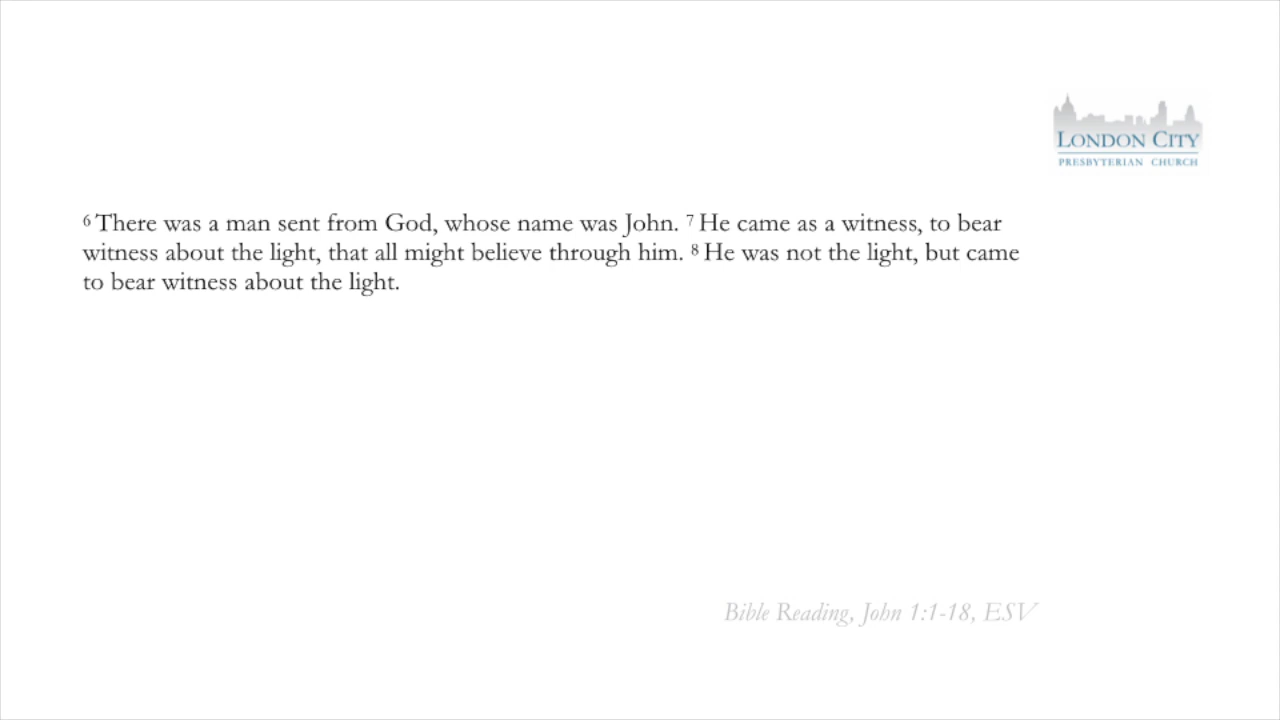 LONDON CITY
PRESBYTERIAN CHURCH
6 There was a man sent from God, whose name was John. 7 He came as a witness, to bear
witness about the light, that all might believe through him. 8 He was not the light, but came
to bear witness about the light.
Bible Reading, John 1:1-18, ESV